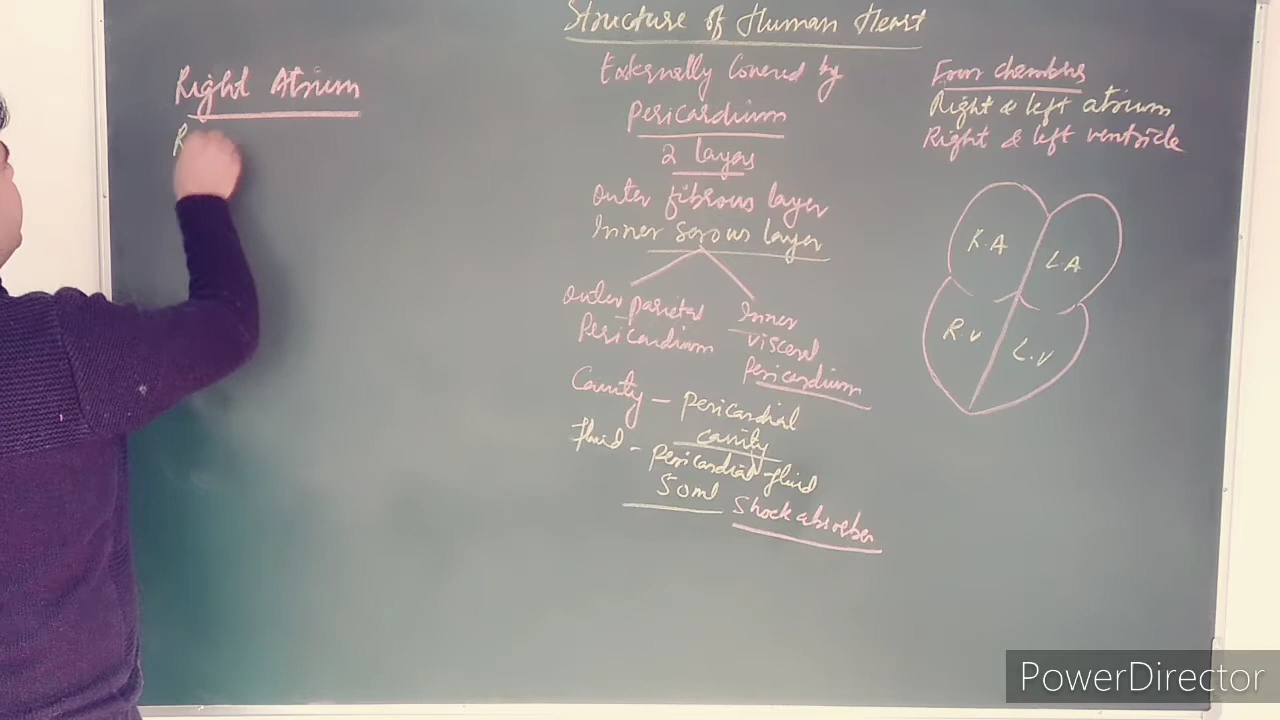 Structure of Human Heart
Right Atrium
R
Externally Covered by
Pericardium
2 layers
Outer fibrous layer
Inner serous layer
Outer parietal
Pericardium
Inner
visceral
Pericardium
Cavity - pericardial
cavity
fluid - pericardial fluid
50ml
Shock absorber
Four chambers
Right & left atrium
Right & left ventricle
R.A
L.A
R.V
L.V
PowerDirector